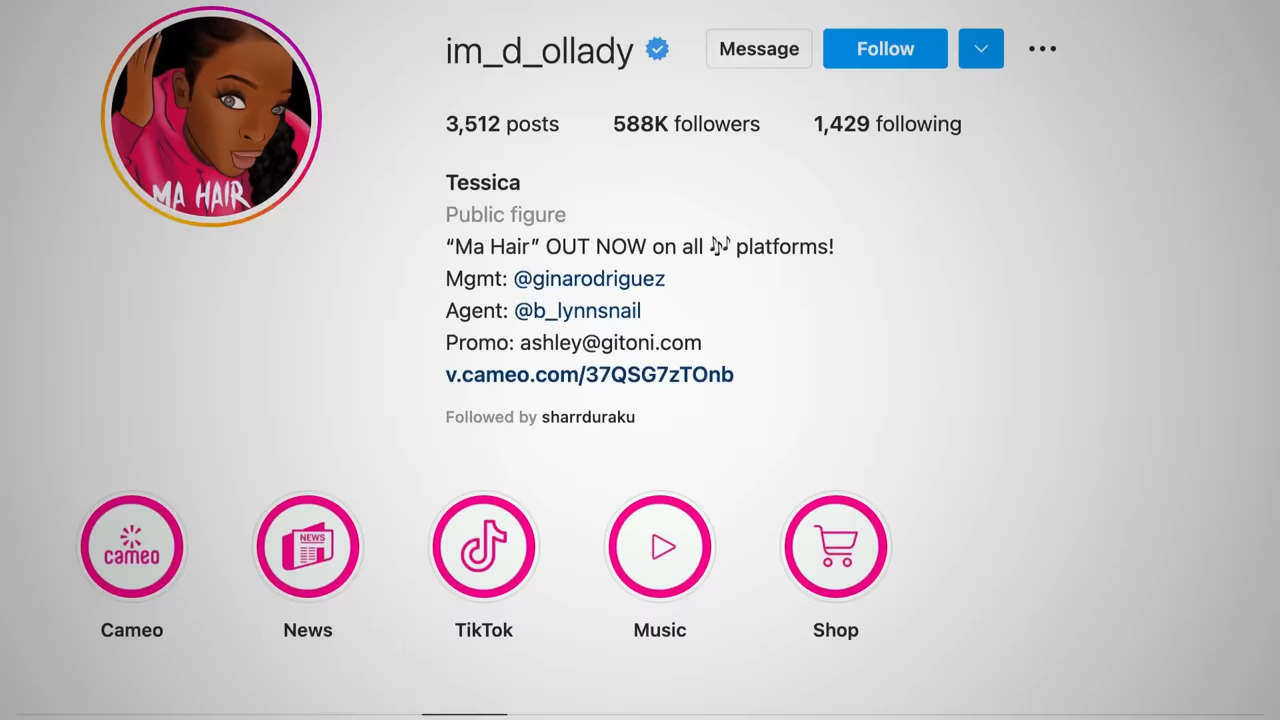 im_d_ollady
Message
Follow
3,512 posts
588K followers
1,429 following
Tessica
Public figure
“Ma Hair” OUT NOW on all 🎶 platforms!
Mgmt: @ginarodriguez
Agent: @b_lynnsnail
Promo: ashley@gitoni.com
v.cameo.com/37QSG7zTOnb
Followed by sharrduraku
MA HAIR
cameo
NEWS
Cameo
News
TikTok
Music
Shop